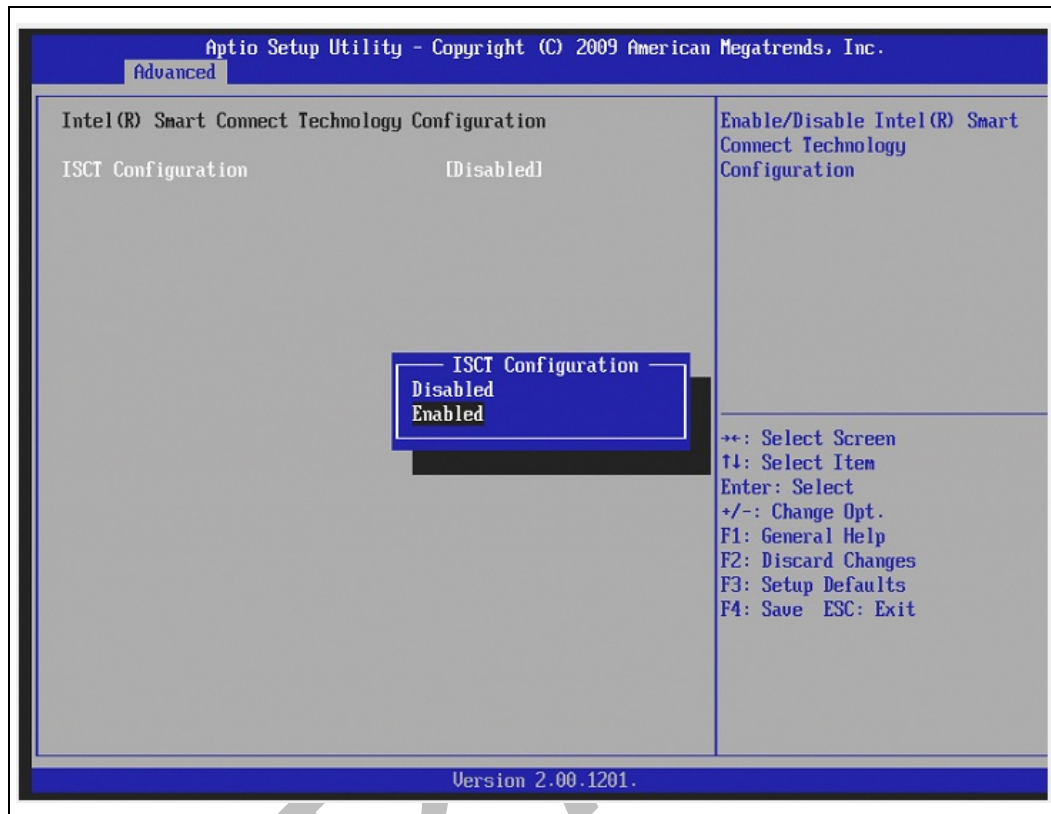 Aptio Setup Utility - Copyright (C) 2009 American Megatrends, Inc.
Advanced
Intel(R) Smart Connect Technology Configuration
ISCT Configuration [Disabled]
Enable/Disable Intel(R) Smart
Connect Technology
Configuration
ISCT Configuration
Disabled
Enabled
→←: Select Screen
↑↓: Select Item
Enter: Select
+/-: Change Opt.
F1: General Help
F2: Discard Changes
F3: Setup Defaults
F4: Save ESC: Exit
Version 2.00.1201.